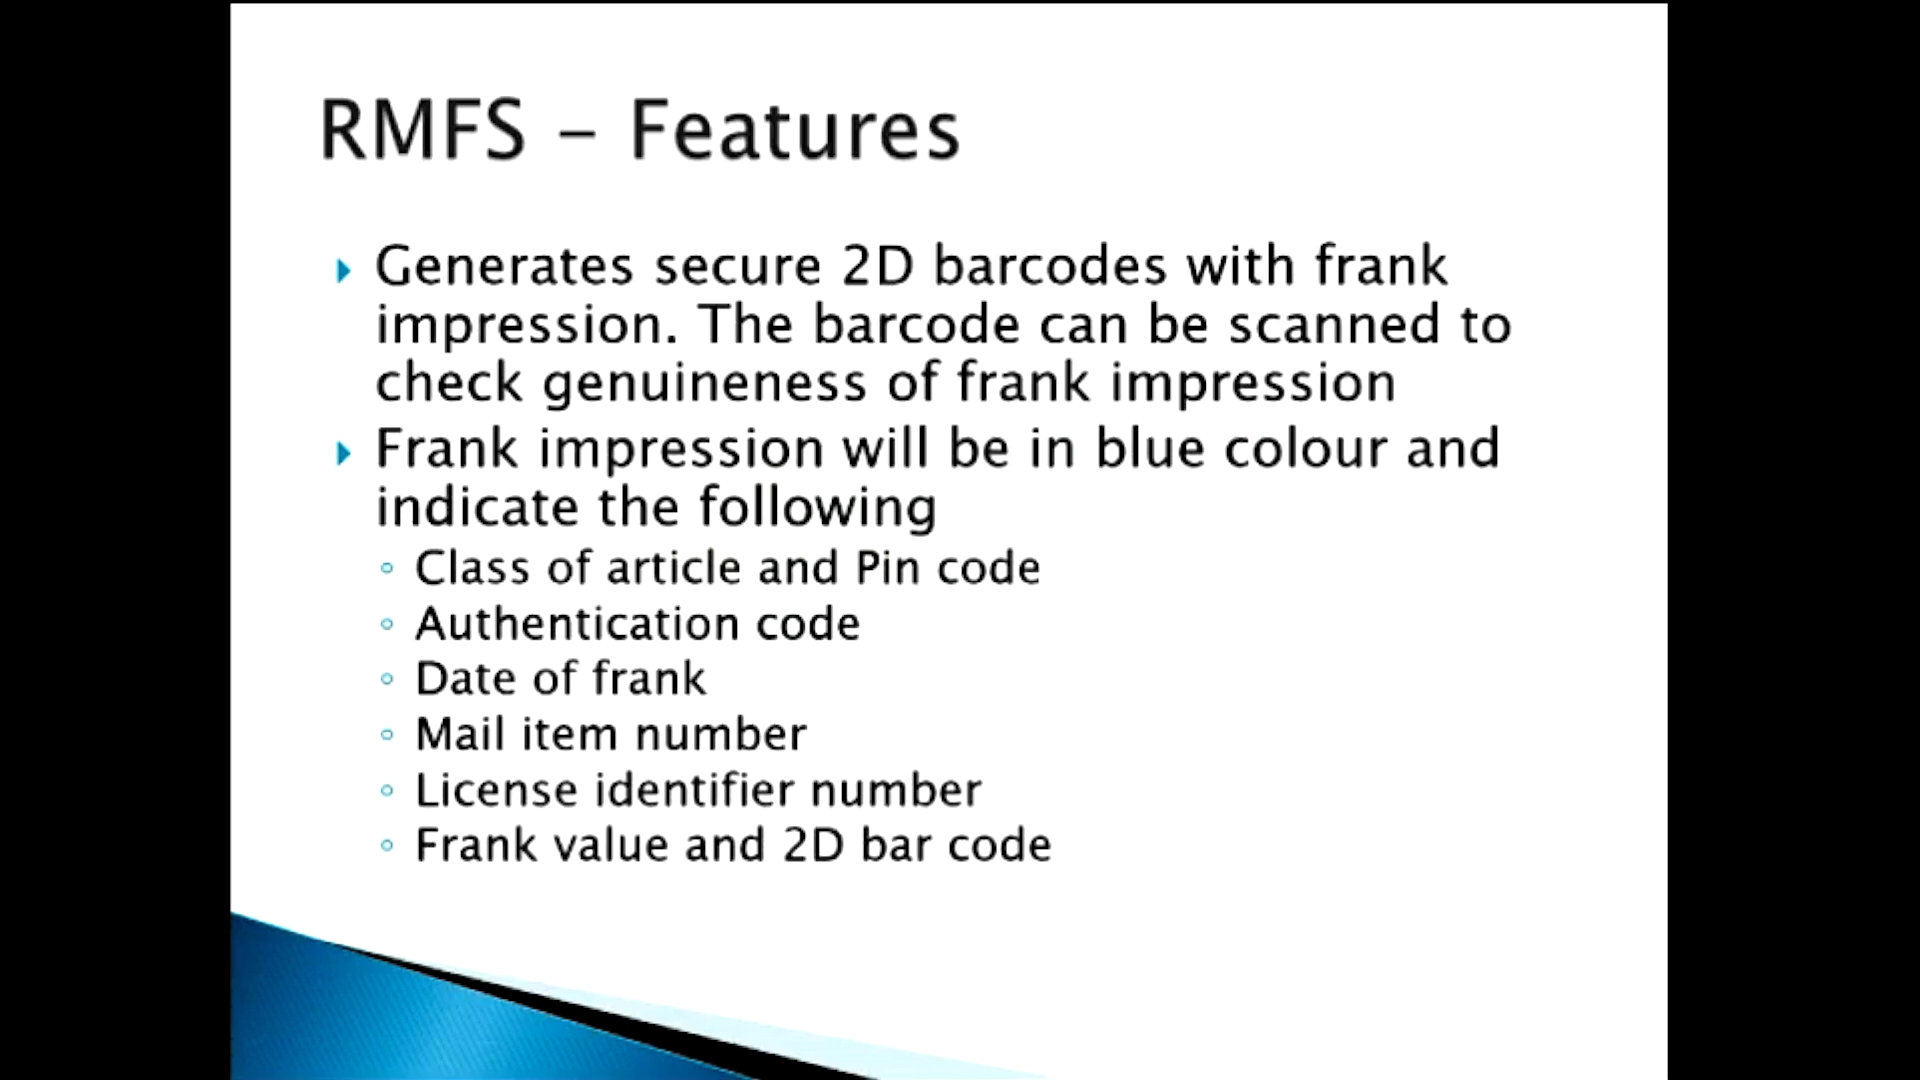 RMFS – Features
Generates secure 2D barcodes with frank
impression. The barcode can be scanned to
check genuineness of frank impression
Frank impression will be in blue colour and
indicate the following
Class of article and Pin code
Authentication code
Date of frank
Mail item number
License identifier number
Frank value and 2D bar code